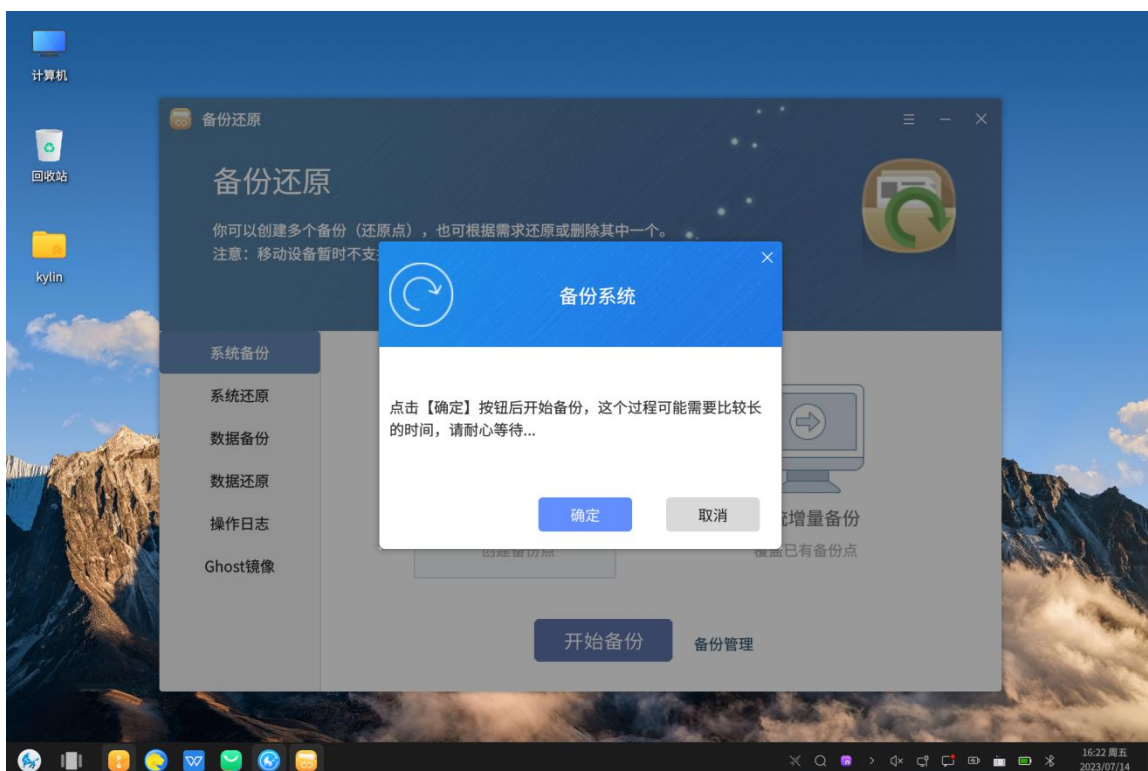 计算机
回收站
kylin
备份还原
备份还原
你可以创建多个备份（还原点），也可根据需求还原或删除其中一个。
注意：移动设备暂时不支
备份系统
系统备份
系统还原
数据备份
数据还原
操作日志
Ghost镜像
点击【确定】按钮后开始备份，这个过程可能需要比较长
的时间，请耐心等待...
确定
取消
增量备份
创建备份点
覆盖已有备份点
开始备份
备份管理
16:22 周五
2023/07/14